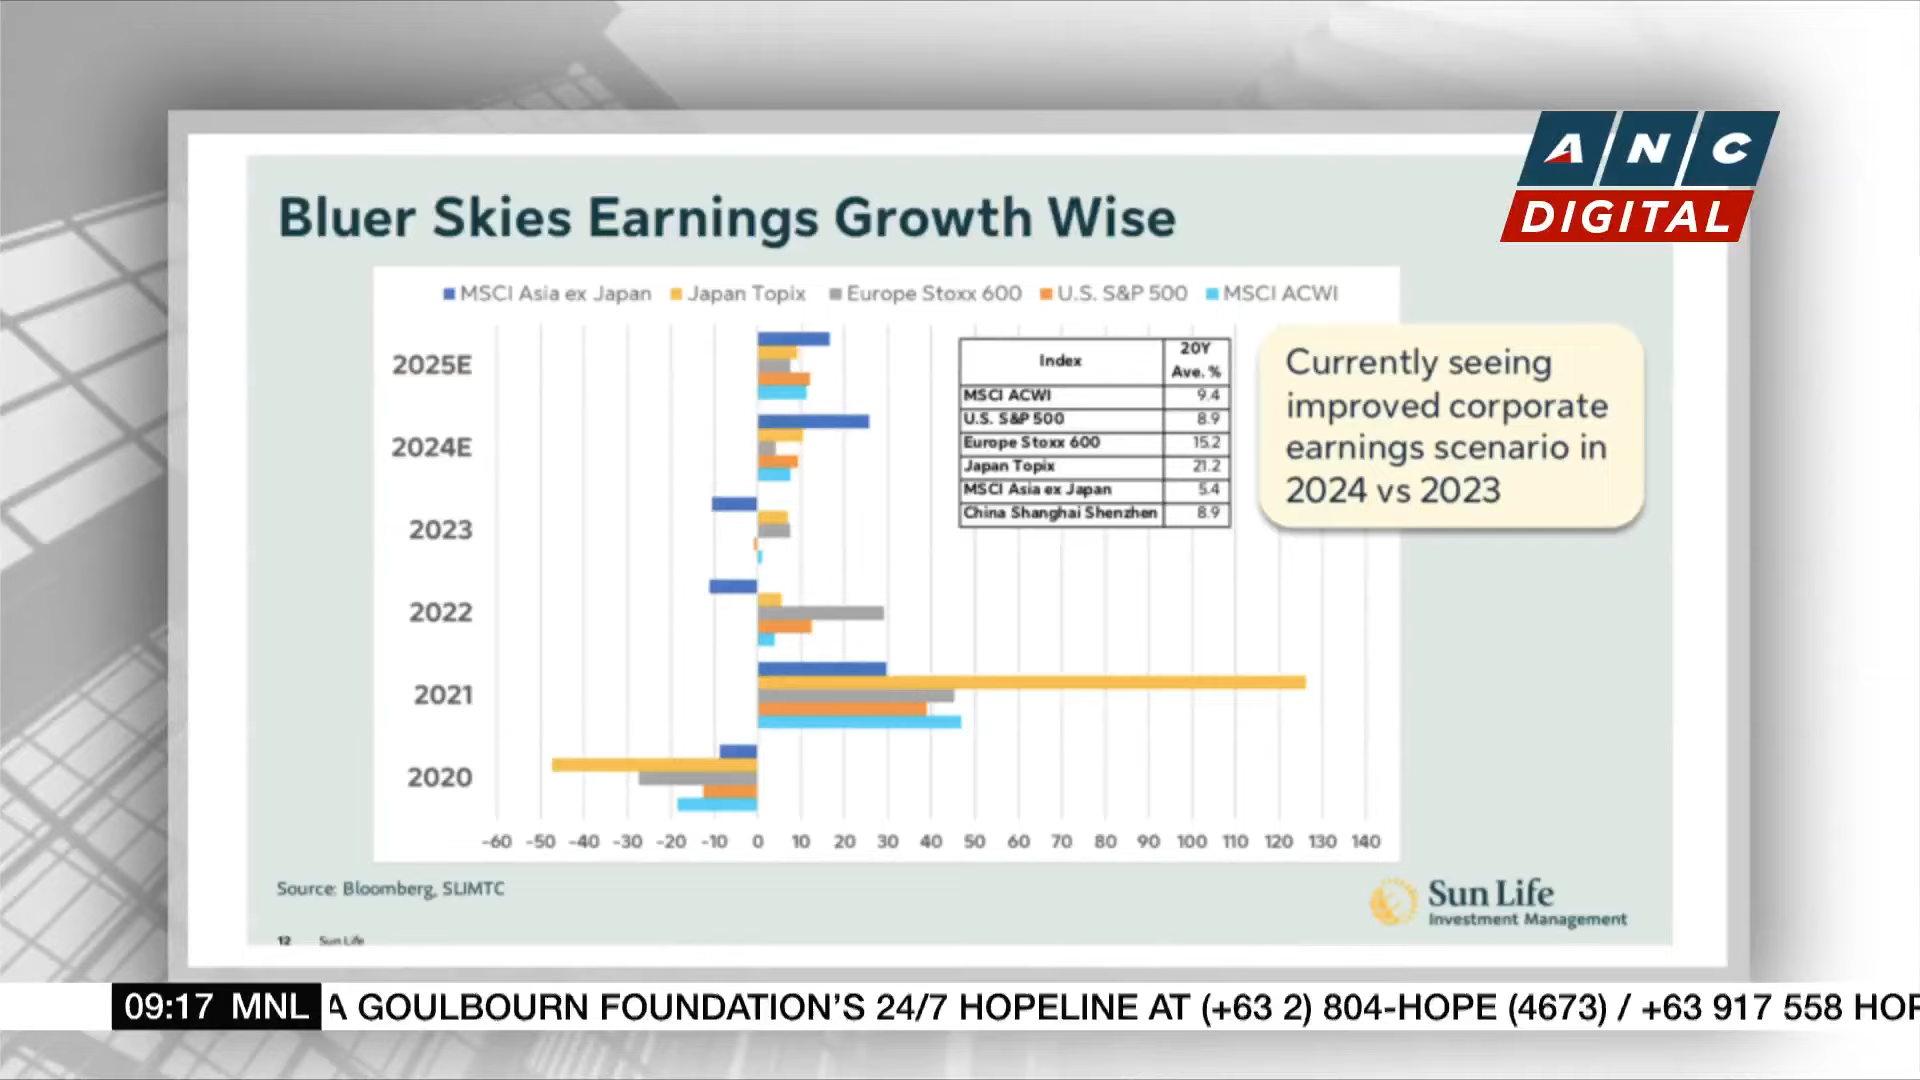 ANC
DIGITAL
Bluer Skies Earnings Growth Wise
MSCI Asia ex Japan Japan Topix Europe Stoxx 600 U.S. S&P 500 MSCI ACWI
2025E
2024E
2023
2022
2021
2020
-60 -50 -40 -30 -20 -10 0 10 20 30 40 50 60 70 80 90 100 110 120 130 140
Index 20Y Ave. %
MSCI ACWI 9.4
U.S. S&P 500 8.9
Europe Stoxx 600 15.2
Japan Topix 21.2
MSCI Asia ex Japan 5.4
China Shanghai Shenzhen 8.9
Currently seeing
improved corporate
earnings scenario in
2024 vs 2023
Source: Bloomberg, SLIMTC
Sun Life
Investment Management
12 Sun Life
09:17 MNL A GOULBOURN FOUNDATION'S 24/7 HOPELINE AT (+63 2) 804-HOPE (4673) / +63 917 558 HOP